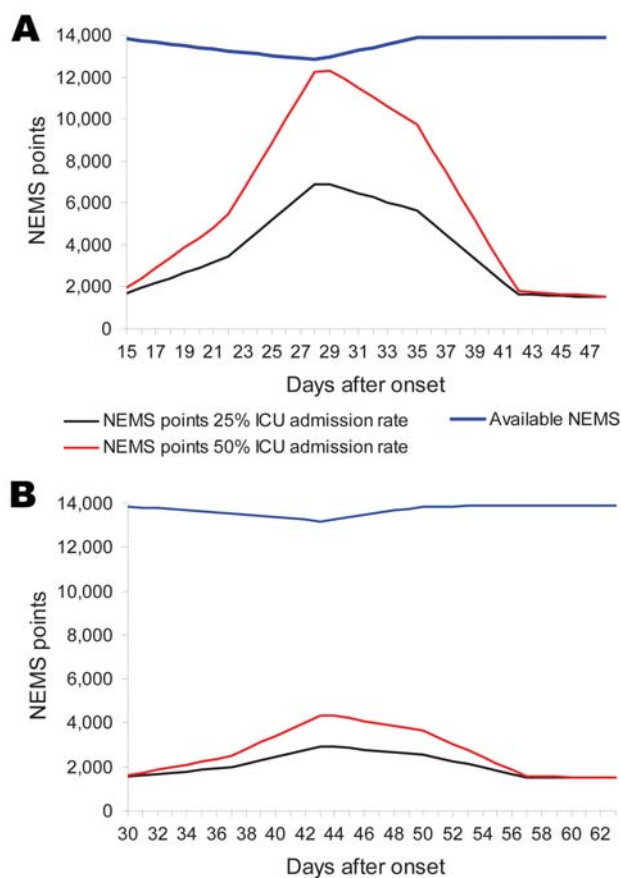 A
14,000
12,000
10,000
8,000
6,000
4,000
2,000
0
NEMS points
15 17 19 21 23 25 27 29 31 33 35 37 39 41 43 45 47
Days after onset
NEMS points 25% ICU admission rate Available NEMS
NEMS points 50% ICU admission rate
B
14,000
12,000
10,000
8,000
6,000
4,000
2,000
0
NEMS points
30 32 34 36 38 40 42 44 46 48 50 52 54 56 58 60 62
Days after onset